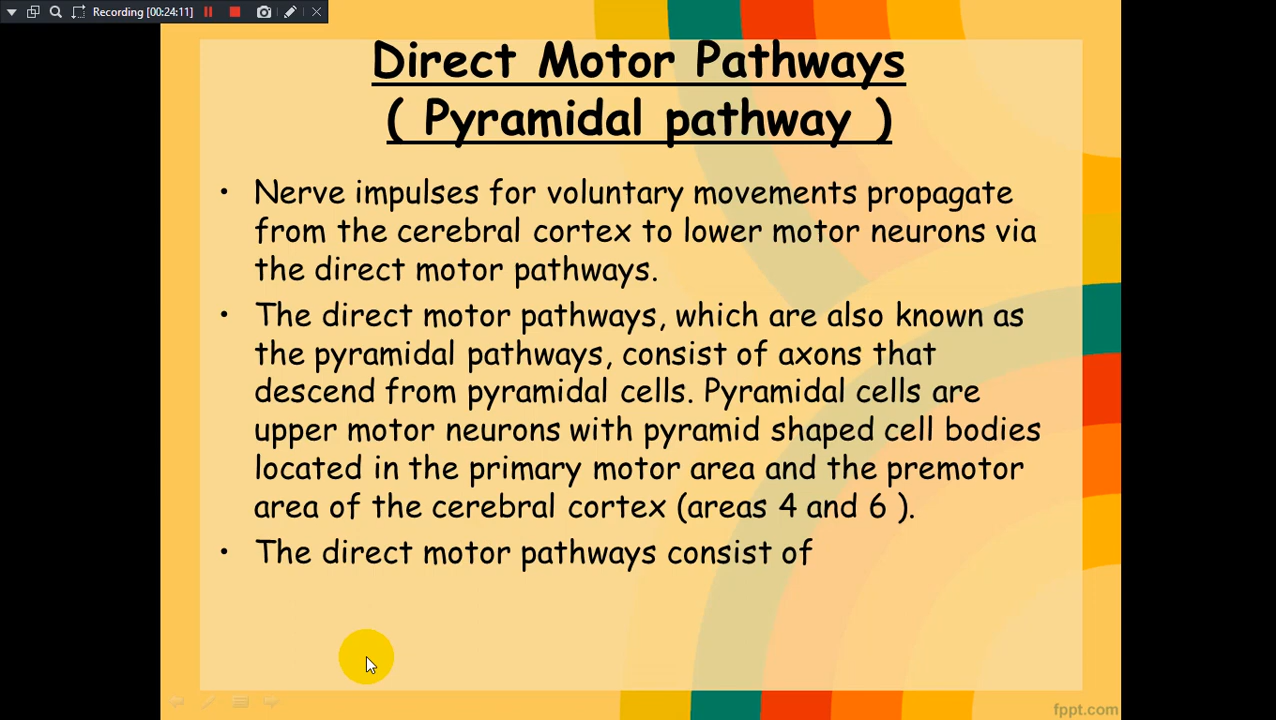 Recording [00:24:11]
Direct Motor Pathways
( Pyramidal pathway )
• Nerve impulses for voluntary movements propagate
from the cerebral cortex to lower motor neurons via
the direct motor pathways.
• The direct motor pathways, which are also known as
the pyramidal pathways, consist of axons that
descend from pyramidal cells. Pyramidal cells are
upper motor neurons with pyramid shaped cell bodies
located in the primary motor area and the premotor
area of the cerebral cortex (areas 4 and 6 ).
• The direct motor pathways consist of
fppt.com